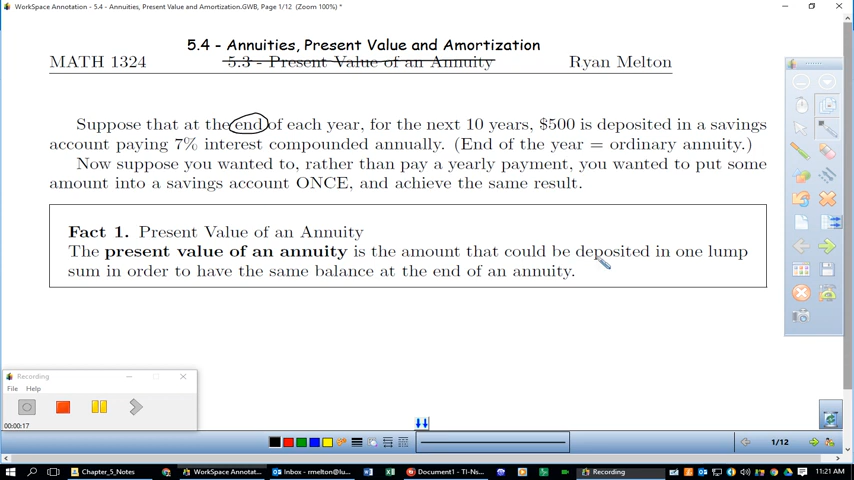 WorkSpace Annotation - 5.4 - Annuities, Present Value and Amortization.GWB, Page 1/12 (Zoom 100%) *
5.4 - Annuities, Present Value and Amortization
MATH 1324 5.3 - Present Value of an Annuity Ryan Melton
Suppose that at the end of each year, for the next 10 years, $500 is deposited in a savings
account paying 7% interest compounded annually. (End of the year = ordinary annuity.)
Now suppose you wanted to, rather than pay a yearly payment, you wanted to put some
amount into a savings account ONCE, and achieve the same result.
Fact 1. Present Value of an Annuity
The present value of an annuity is the amount that could be deposited in one lump
sum in order to have the same balance at the end of an annuity.
Recording
File Help
00:00:17
1/12
Chapter_5_Notes
WorkSpace Annotat...
Inbox - rmelton@lu...
Document1 - TI-Ns...
Recording
11:21 AM